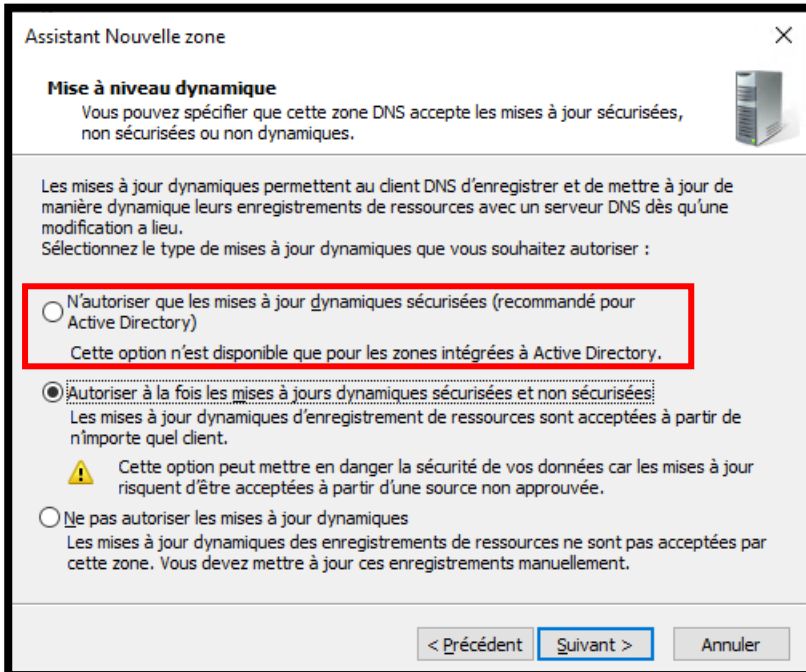 Assistant Nouvelle zone
Mise à niveau dynamique
Vous pouvez spécifier que cette zone DNS accepte les mises à jour sécurisées,
non sécurisées ou non dynamiques.
Les mises à jour dynamiques permettent au client DNS d'enregistrer et de mettre à jour de
manière dynamique leurs enregistrements de ressources avec un serveur DNS dès qu'une
modification a lieu.
Sélectionnez le type de mises à jour dynamiques que vous souhaitez autoriser :
N'autoriser que les mises à jour dynamiques sécurisées (recommandé pour
Active Directory)
Cette option n'est disponible que pour les zones intégrées à Active Directory.
Autoriser à la fois les mises à jours dynamiques sécurisées et non sécurisées
Les mises à jour dynamiques d'enregistrement de ressources sont acceptées à partir de
n'importe quel client.
Cette option peut mettre en danger la sécurité de vos données car les mises à jour
risquent d'être acceptées à partir d'une source non approuvée.
Ne pas autoriser les mises à jour dynamiques
Les mises à jour dynamiques des enregistrements de ressources ne sont pas acceptées par
cette zone. Vous devez mettre à jour ces enregistrements manuellement.
< Précédent Suivant > Annuler